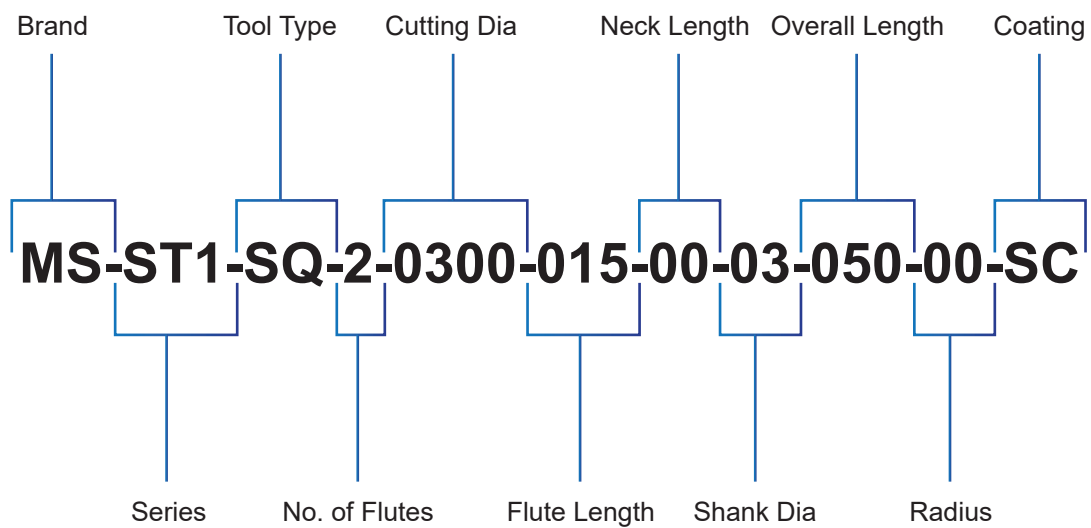 Brand Tool Type Cutting Dia Neck Length Overall Length Coating
MS-ST1-SQ-2-0300-015-00-03-050-00-SC
Series No. of Flutes Flute Length Shank Dia Radius